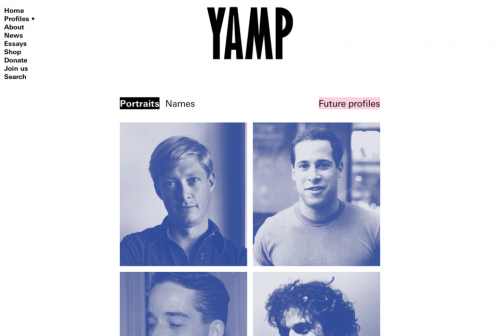 Home
Profiles •
About
News
Essays
Shop
Donate
Join us
Search
YAMP
Portraits Names Future profiles